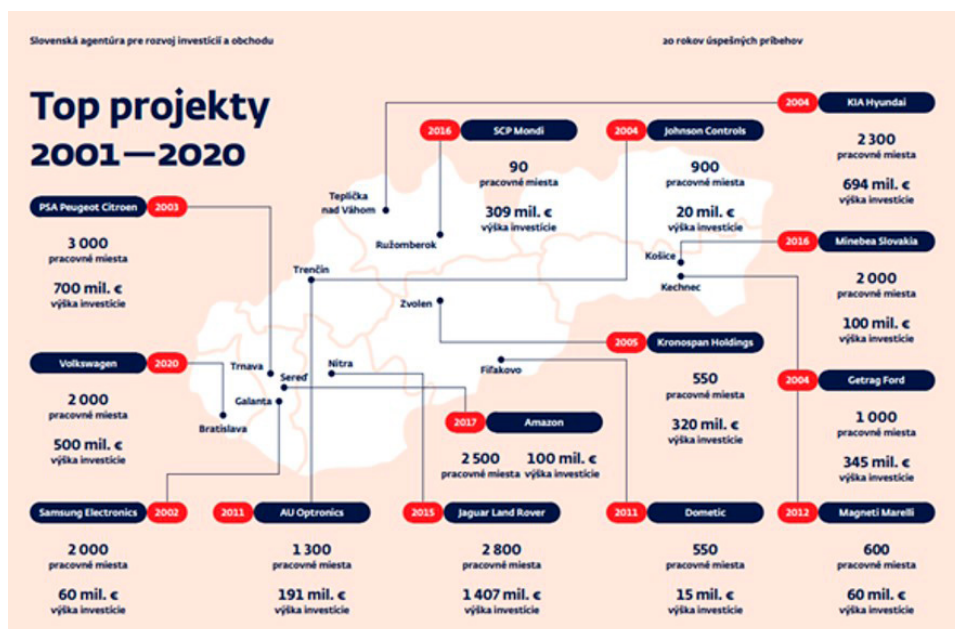 Slovenská agentúra pre rozvoj investícií a obchodu
20 rokov úspešných príbehov
Top projekty
2001—2020
2004 KIA Hyundai
2 300
pracovné miesta
694 mil. €
výška investície
2016 SCP Mondi
90
pracovné miesta
309 mil. €
výška investície
2004 Johnson Controls
900
pracovné miesta
20 mil. €
výška investície
PSA Peugeot Citroen 2003
3 000
pracovné miesta
700 mil. €
výška investície
Teplička
nad Váhom
Ružomberok
Trenčín
Zvolen
Košice
Kechnec
2016 Minebea Slovakia
2 000
pracovné miesta
100 mil. €
výška investície
Volkswagen 2020
2 000
pracovné miesta
500 mil. €
výška investície
Trnava
Sereď
Nitra
Galanta
Bratislava
Fiľakovo
2005 Kronospan Holdings
550
pracovné miesta
320 mil. €
výška investície
2004 Getrag Ford
1 000
pracovné miesta
345 mil. €
výška investície
2017 Amazon
2 500 100 mil. €
pracovné miesta výška investície
Samsung Electronics 2002
2 000
pracovné miesta
60 mil. €
výška investície
2011 AU Optronics
1 300
pracovné miesta
191 mil. €
výška investície
2015 Jaguar Land Rover
2 800
pracovné miesta
1 407 mil. €
výška investície
2011 Dometic
550
pracovné miesta
15 mil. €
výška investície
2012 Magneti Marelli
600
pracovné miesta
60 mil. €
výška investície